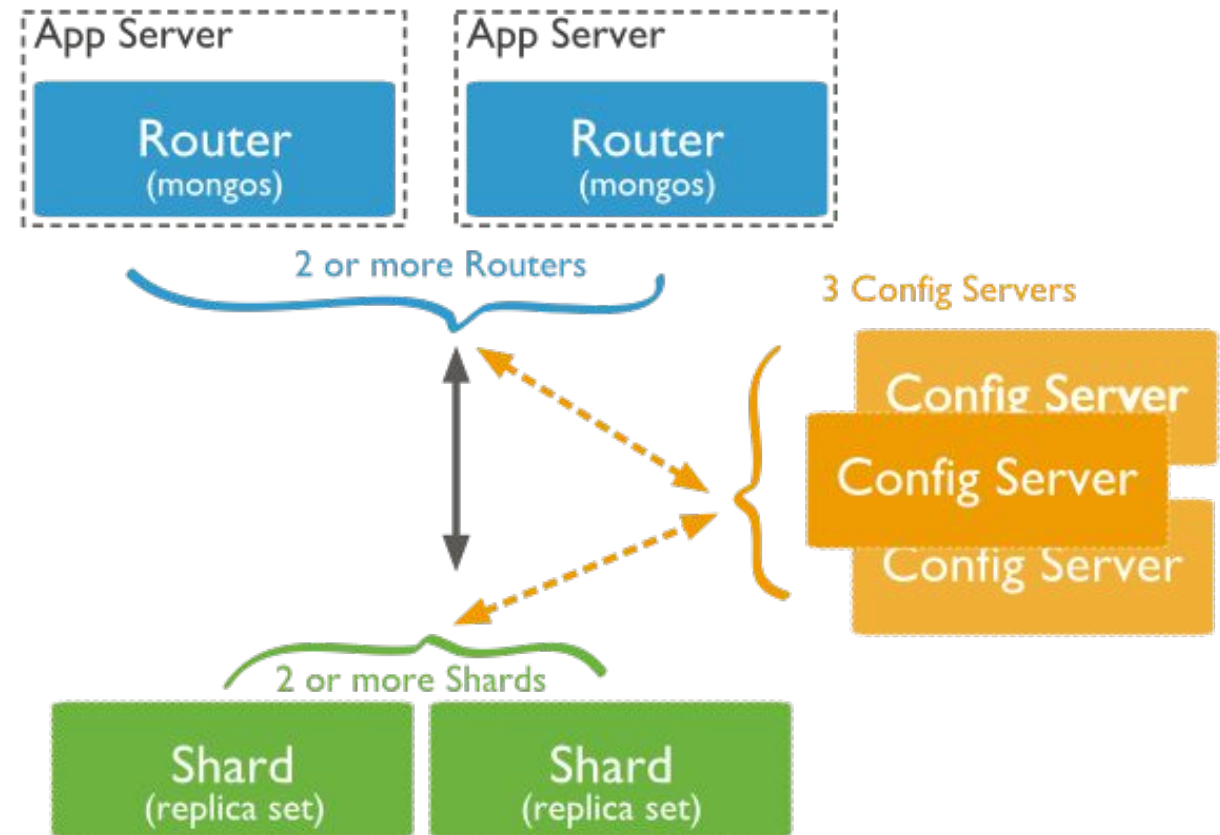 App Server
App Server
Router
(mongos)
Router
(mongos)
2 or more Routers
3 Config Servers
Config Server
Config Server
Config Server
2 or more Shards
Shard
(replica set)
Shard
(replica set)